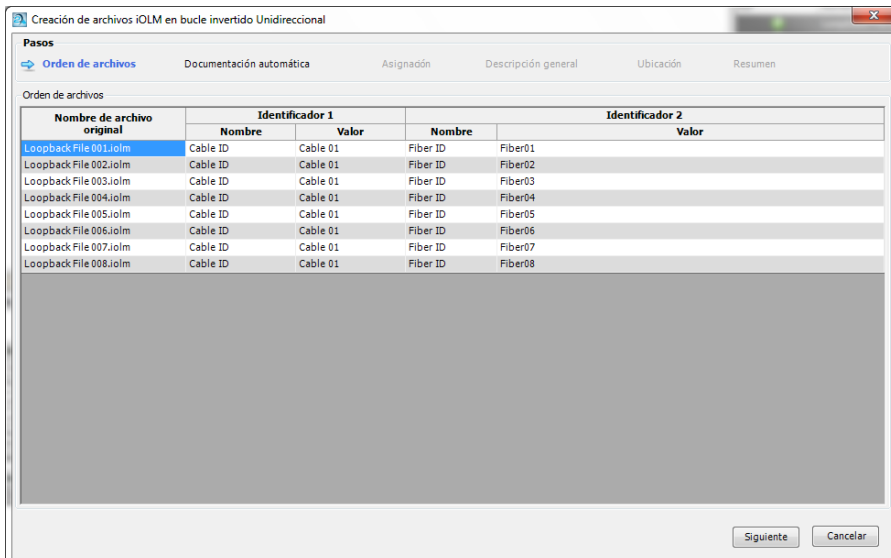 Creación de archivos iOLM en bucle invertido Unidireccional
Pasos
Orden de archivos Documentación automática Asignación Descripción general Ubicación Resumen
Orden de archivos
Nombre de archivo original Identificador 1 Identificador 2
Nombre Valor Nombre Valor
Loopback File 001.iolm Cable ID Cable 01 Fiber ID Fiber01
Loopback File 002.iolm Cable ID Cable 01 Fiber ID Fiber02
Loopback File 003.iolm Cable ID Cable 01 Fiber ID Fiber03
Loopback File 004.iolm Cable ID Cable 01 Fiber ID Fiber04
Loopback File 005.iolm Cable ID Cable 01 Fiber ID Fiber05
Loopback File 006.iolm Cable ID Cable 01 Fiber ID Fiber06
Loopback File 007.iolm Cable ID Cable 01 Fiber ID Fiber07
Loopback File 008.iolm Cable ID Cable 01 Fiber ID Fiber08
Siguiente Cancelar